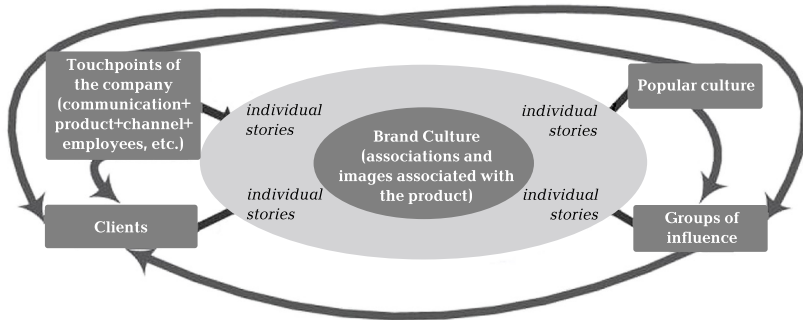 Touchpoints of
the company
(communication+
product+channel+
employees, etc.)
individual
stories
Brand Culture
(associations and
images associated with
the product)
individual
stories
Popular culture
Clients
individual
stories
individual
stories
Groups of
influence